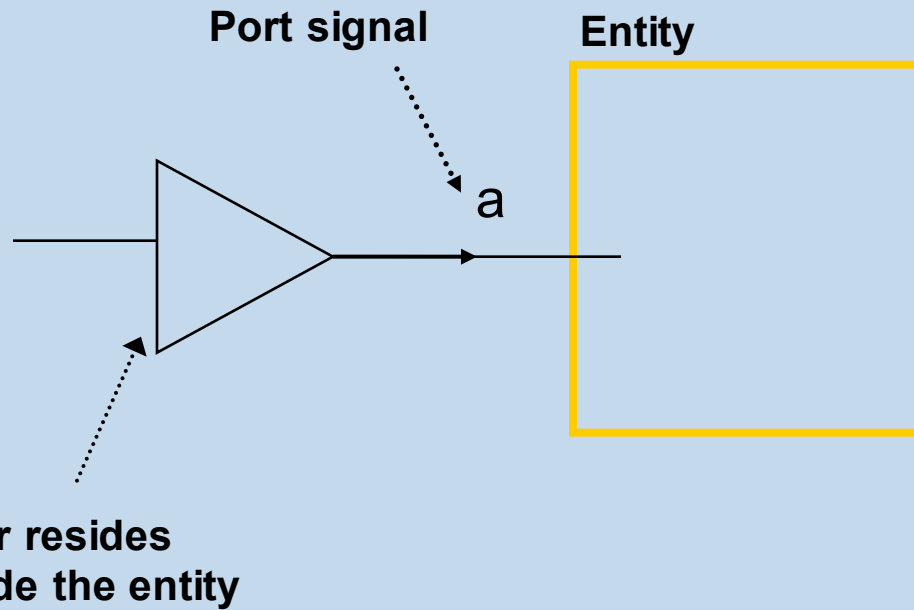 Port signal
Entity
a
r resides
de the entity